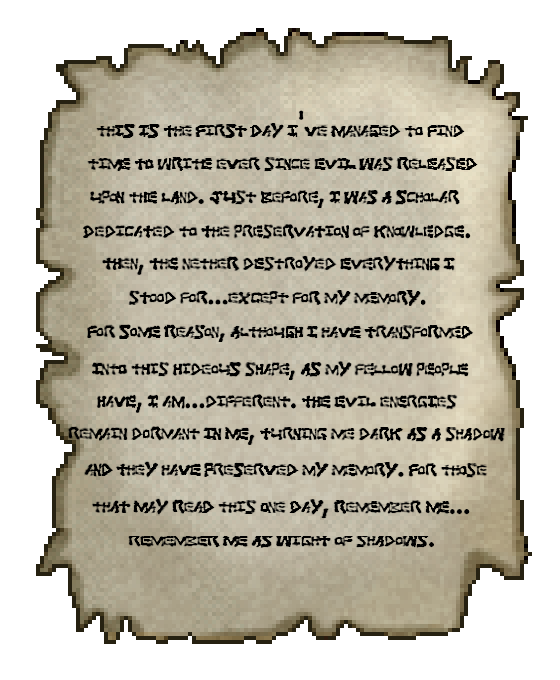 THIS IS THE FIRST DAY I'VE MANAGED TO FIND
TIME TO WRITE EVER SINCE EVIL WAS RELEASED
UPON THE LAND. JUST BEFORE, I WAS A SCHOLAR
DEDICATED TO THE PRESERVATION OF KNOWLEDGE.
THEN, THE NETHER DESTROYED EVERYTHING I
STOOD FOR...EXCEPT FOR MY MEMORY.
FOR SOME REASON, ALTHOUGH I HAVE TRANSFORMED
INTO THIS HIDEOUS SHAPE, AS MY FELLOW PEOPLE
HAVE, I AM...DIFFERENT. THE EVIL ENERGIES
REMAIN DORMANT IN ME, TURNING ME DARK AS A SHADOW
AND THEY HAVE PRESERVED MY MEMORY. FOR THOSE
THAT MAY READ THIS ONE DAY, REMEMBER ME...
REMEMBER ME AS WIGHT OF SHADOWS.